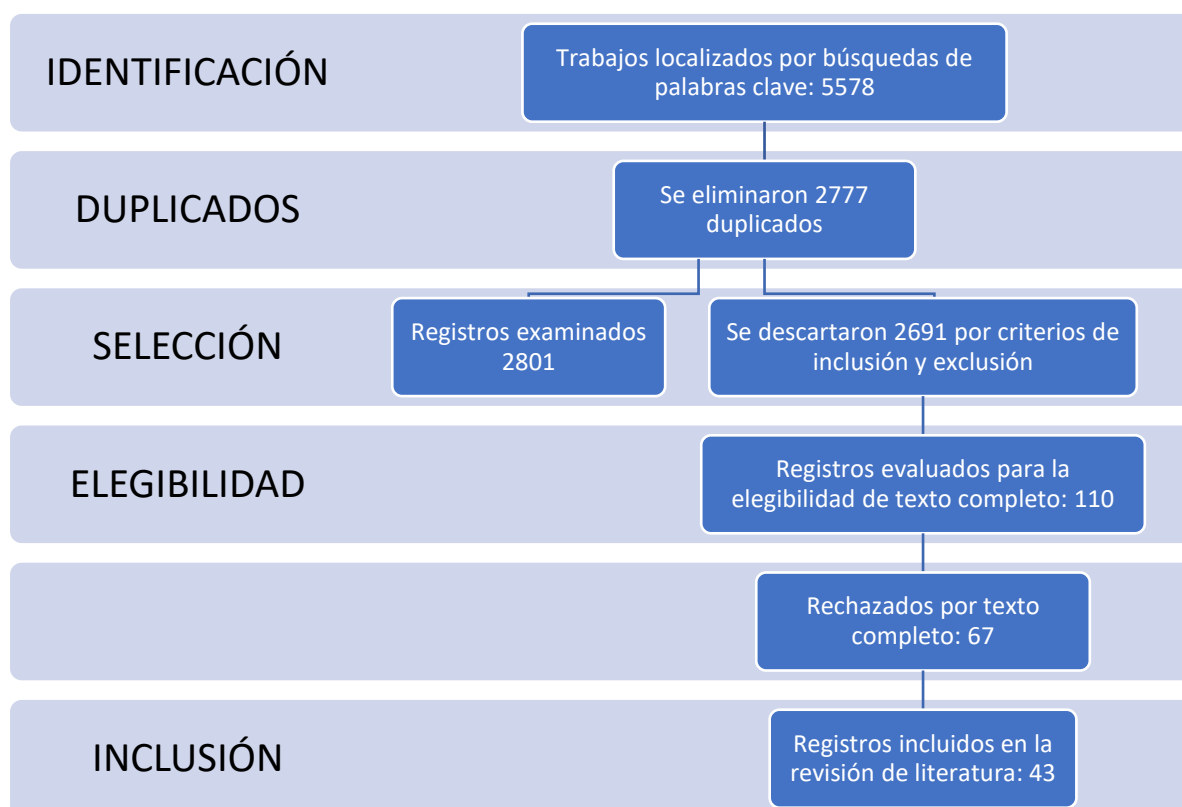 IDENTIFICACIÓN
Trabajos localizados por búsquedas de
palabras clave: 5578
DUPLICADOS
Se eliminaron 2777
duplicados
SELECCIÓN
Registros examinados
2801
Se descartaron 2691 por criterios de
inclusión y exclusión
ELEGIBILIDAD
Registros evaluados para la
elegibilidad de texto completo: 110
Rechazados por texto
completo: 67
INCLUSIÓN
Registros incluidos en la
revisión de literatura: 43